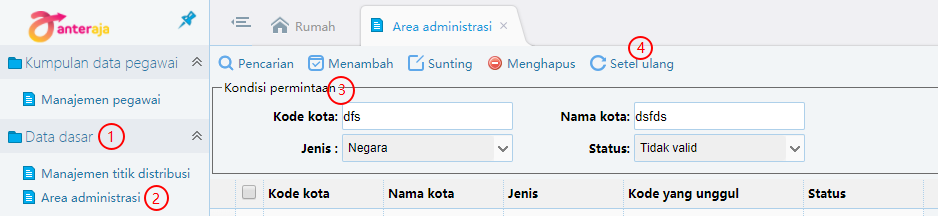 anteraja
Rumah
Area administrasi ×
4
Kumpulan data pegawai
Pencarian Menambah Sunting Menghapus Setel ulang
Kondisi permintaan 3
Manajemen pegawai
Kode kota: dfs Nama kota: dsfds
Data dasar 1
Jenis : Negara Status: Tidak valid
Manajemen titik distribusi
Area administrasi 2
Kode kota Nama kota Jenis Kode yang unggul Status